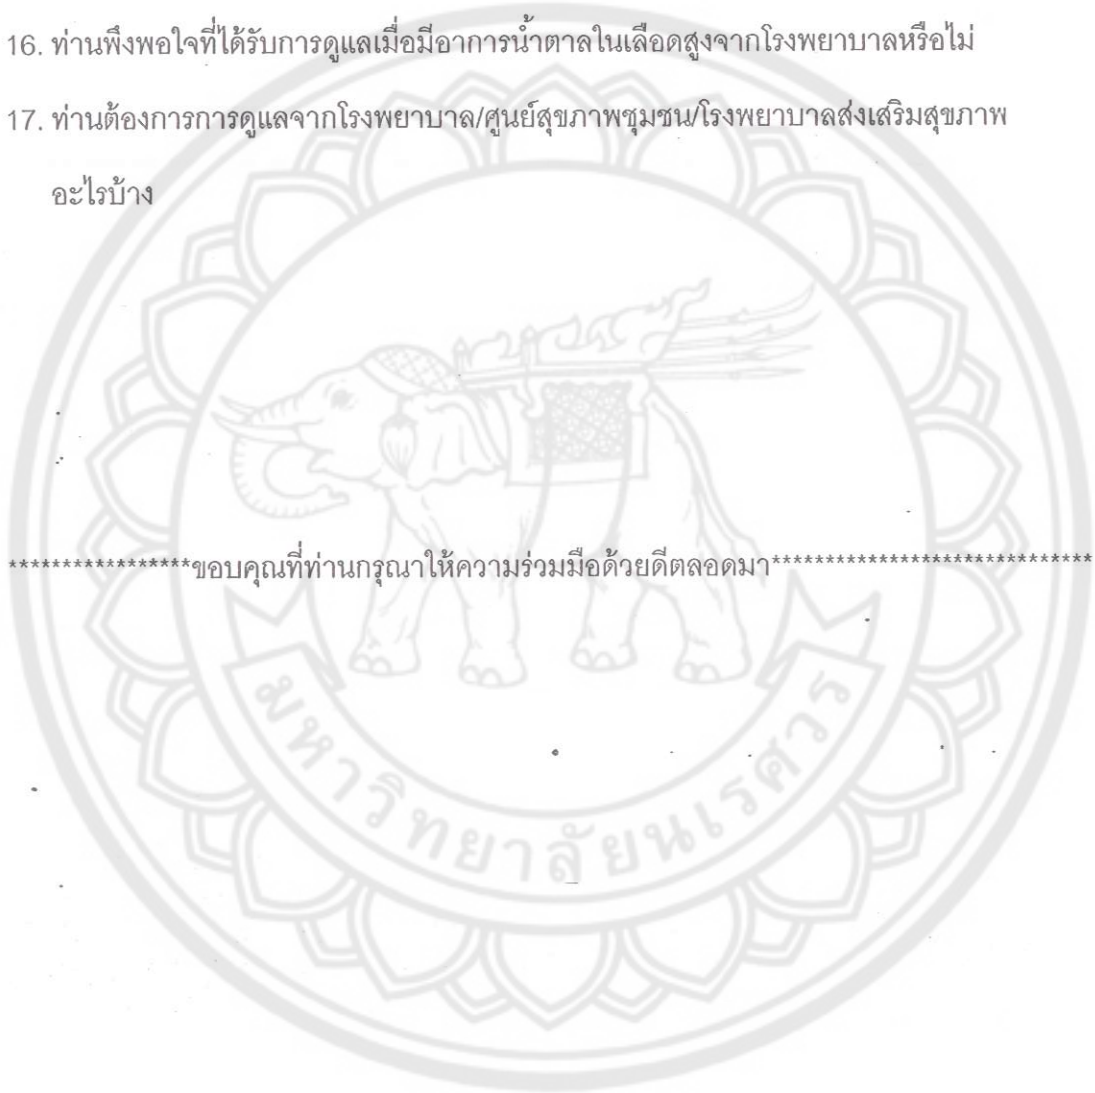 16. ท่านพึงพอใจที่ได้รับการดูแลเมื่อมีอาการน้ำตาลในเลือดสูงจากโรงพยาบาลหรือไม่
17. ท่านต้องการการดูแลจากโรงพยาบาล/ศูนย์สุขภาพชุมชน/โรงพยาบาลส่งเสริมสุขภาพ
อะไรบ้าง
*****************ขอบคุณที่ท่านกรุณาให้ความร่วมมือด้วยดีตลอดมา******************************
มหาวิทยาลัยนเรศวร